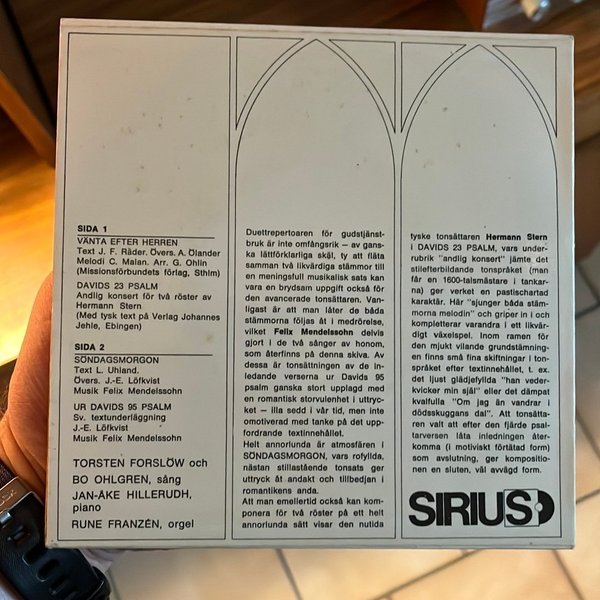 SIDA 1
VÄNTA EFTER HERREN
Text J. F. Räder. Övers. A. Ölander
Melodi C. Malan. Arr. G. Ohlin
(Missionsförbundets förlag, Sthlm)
DAVIDS 23 PSALM
Andlig konsert för två röster av
Hermann Stern
(Med tysk text på Verlag Johannes
Jehle, Ebingen)
SIDA 2
SÖNDAGSMORGON
Text L. Uhland.
Övers. J.-E. Löfkvist
Musik Felix Mendelssohn
UR DAVIDS 95 PSALM
Sv. textunderläggning
J.-E. Löfkvist
Musik Felix Mendelssohn
TORSTEN FORSLÖW och
BO OHLGREN, sång
JAN-ÅKE HILLERUDH,
piano
RUNE FRANZÉN, orgel
Duettrepertoaren för gudstjänst-
bruk är inte omfångsrik – av gans-
ka lättförklarliga skäl, ty att fläta
samman två likvärdiga stämmor till
en meningsfull musikalisk sats kan
vara en brydsam uppgift också för
den avancerade tonsättaren. Van-
ligast är att man låter de båda
stämmorna följas åt i medrörelse,
vilket Felix Mendelssohn delvis
gjort i de två sånger av honom,
som återfinns på denna skiva. Av
dessa är tonsättningen av de in-
ledande verserna ur Davids 95
psalm ganska stort upplagd med
en romantisk storvulenhet i uttryc-
ket – illa sedd i vår tid, men inte
omotiverad med tanke på det upp-
fordrande textinnehållet.
Helt annorlunda är atmosfären i
SÖNDAGSMORGON, vars rofyllda,
nästan stillastående tonsats ger
uttryck åt andakt och tillbedjan i
romantikens anda.
Att man emellertid också kan kom-
ponera för två röster på ett helt
annorlunda sätt visar den nutida
tyske tonsättaren Hermann Stern
i DAVIDS 23 PSALM, vars under-
rubrik "andlig konsert" jämte det
stilefterbildande tonspråket (man
får en 1600-talsmästare i tankar-
na) ger verket en pastischartad
karaktär. Här "sjunger båda stäm-
morna melodin" och griper in i och
kompletterar varandra i ett likvär-
digt växelspel. Inom ramen för
den mjukt vilande grundstämning-
en finns små fina skiftningar i ton-
språket efter textinnehållet, t. ex.
det ljust glädjefyllda "han veder-
kvicker min själ" eller det dämpat
kvalfulla "Om jag än vandrar i
dödsskuggans dal". Att tonsätta-
ren valt att efter den fjärde psal-
tarversen låta inledningen åter-
komma (i motiviskt förtätad form)
som avslutning, ger kompositio-
nen en sluten, väl avvägd form.
SIRIUS